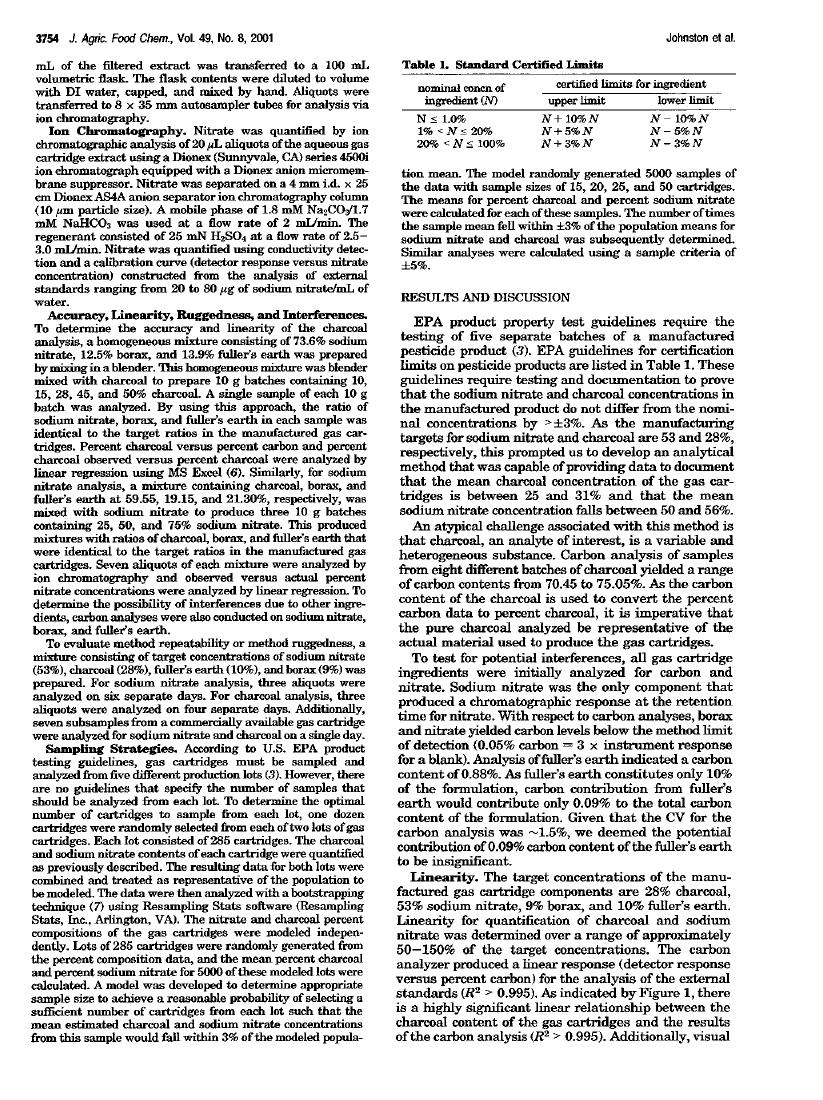 3754 J. Agric. Food Chem., Vol. 49, No. 8, 2001
Johnston et al.
mL of the filtered extract was transferred to a 100 mL
volumetric flask. The flask contents were diluted to volume
with DI water, capped, and mixed by hand. Aliquots were
transferred to 8 × 35 mm autosampler tubes for analysis via
ion chromatography.
Ion Chromatography. Nitrate was quantified by ion
chromatographic analysis of 20 μL aliquots of the aqueous gas
cartridge extract using a Dionex (Sunnyvale, CA) series 4500i
ion chromatograph equipped with a Dionex anion micromem-
brane suppressor. Nitrate was separated on a 4 mm i.d. × 25
cm Dionex AS4A anion separator ion chromatography column
(10 μm particle size). A mobile phase of 1.8 mM Na₂CO₃/1.7
mM NaHCO₃ was used at a flow rate of 2 mL/min. The
regenerant consisted of 25 mN H₂SO₄ at a flow rate of 2.5–
3.0 mL/min. Nitrate was quantified using conductivity detec-
tion and a calibration curve (detector response versus nitrate
concentration) constructed from the analysis of external
standards ranging from 20 to 80 μg of sodium nitrate/mL of
water.
Accuracy, Linearity, Ruggedness, and Interferences.
To determine the accuracy and linearity of the charcoal
analysis, a homogeneous mixture consisting of 73.6% sodium
nitrate, 12.5% borax, and 13.9% fuller's earth was prepared
by mixing in a blender. This homogeneous mixture was blender
mixed with charcoal to prepare 10 g batches containing 10,
15, 28, 45, and 50% charcoal. A single sample of each 10 g
batch was analyzed. By using this approach, the ratio of
sodium nitrate, borax, and fuller's earth in each sample was
identical to the target ratios in the manufactured gas car-
tridges. Percent charcoal versus percent carbon and percent
charcoal observed versus percent charcoal were analyzed by
linear regression using MS Excel (6). Similarly, for sodium
nitrate analysis, a mixture containing charcoal, borax, and
fuller's earth at 59.55, 19.15, and 21.30%, respectively, was
mixed with sodium nitrate to produce three 10 g batches
containing 25, 50, and 75% sodium nitrate. This produced
mixtures with ratios of charcoal, borax, and fuller's earth that
were identical to the target ratios in the manufactured gas
cartridges. Seven aliquots of each mixture were analyzed by
ion chromatography and observed versus actual percent
nitrate concentrations were analyzed by linear regression. To
determine the possibility of interferences due to other ingre-
dients, carbon analyses were also conducted on sodium nitrate,
borax, and fuller's earth.
To evaluate method repeatability or method ruggedness, a
mixture consisting of target concentrations of sodium nitrate
(53%), charcoal (28%), fuller's earth (10%), and borax (9%) was
prepared. For sodium nitrate analysis, three aliquots were
analyzed on six separate days. For charcoal analysis, three
aliquots were analyzed on four separate days. Additionally,
seven subsamples from a commercially available gas cartridge
were analyzed for sodium nitrate and charcoal on a single day.
Sampling Strategies. According to U.S. EPA product
testing guidelines, gas cartridges must be sampled and
analyzed from five different production lots (3). However, there
are no guidelines that specify the number of samples that
should be analyzed from each lot. To determine the optimal
number of cartridges to sample from each lot, one dozen
cartridges were randomly selected from each of two lots of gas
cartridges. Each lot consisted of 285 cartridges. The charcoal
and sodium nitrate contents of each cartridge were quantified
as previously described. The resulting data for both lots were
combined and treated as representative of the population to
be modeled. The data were then analyzed with a bootstrapping
technique (7) using Resampling Stats software (Resampling
Stats, Inc., Arlington, VA). The nitrate and charcoal percent
compositions of the gas cartridges were modeled indepen-
dently. Lots of 285 cartridges were randomly generated from
the percent composition data, and the mean percent charcoal
and percent sodium nitrate for 5000 of these modeled lots were
calculated. A model was developed to determine appropriate
sample size to achieve a reasonable probability of selecting a
sufficient number of cartridges from each lot such that the
mean estimated charcoal and sodium nitrate concentrations
from this sample would fall within 3% of the modeled popula-
Table 1. Standard Certified Limits
nominal concn of certified limits for ingredient
ingredient (N) upper limit lower limit
N ≤ 1.0% N + 10% N N − 10% N
1% < N ≤ 20% N + 5% N N − 5% N
20% < N ≤ 100% N + 3% N N − 3% N
tion mean. The model randomly generated 5000 samples of
the data with sample sizes of 15, 20, 25, and 50 cartridges.
The means for percent charcoal and percent sodium nitrate
were calculated for each of these samples. The number of times
the sample mean fell within ±3% of the population means for
sodium nitrate and charcoal was subsequently determined.
Similar analyses were calculated using a sample criteria of
±5%.
RESULTS AND DISCUSSION
EPA product property test guidelines require the
testing of five separate batches of a manufactured
pesticide product (3). EPA guidelines for certification
limits on pesticide products are listed in Table 1. These
guidelines require testing and documentation to prove
that the sodium nitrate and charcoal concentrations in
the manufactured product do not differ from the nomi-
nal concentrations by >±3%. As the manufacturing
targets for sodium nitrate and charcoal are 53 and 28%,
respectively, this prompted us to develop an analytical
method that was capable of providing data to document
that the mean charcoal concentration of the gas car-
tridges is between 25 and 31% and that the mean
sodium nitrate concentration falls between 50 and 56%.
An atypical challenge associated with this method is
that charcoal, an analyte of interest, is a variable and
heterogeneous substance. Carbon analysis of samples
from eight different batches of charcoal yielded a range
of carbon contents from 70.45 to 75.05%. As the carbon
content of the charcoal is used to convert the percent
carbon data to percent charcoal, it is imperative that
the pure charcoal analyzed be representative of the
actual material used to produce the gas cartridges.
To test for potential interferences, all gas cartridge
ingredients were initially analyzed for carbon and
nitrate. Sodium nitrate was the only component that
produced a chromatographic response at the retention
time for nitrate. With respect to carbon analyses, borax
and nitrate yielded carbon levels below the method limit
of detection (0.05% carbon = 3 × instrument response
for a blank). Analysis of fuller's earth indicated a carbon
content of 0.88%. As fuller's earth constitutes only 10%
of the formulation, carbon contribution from fuller's
earth would contribute only 0.09% to the total carbon
content of the formulation. Given that the CV for the
carbon analysis was ~1.5%, we deemed the potential
contribution of 0.09% carbon content of the fuller's earth
to be insignificant.
Linearity. The target concentrations of the manu-
factured gas cartridge components are 28% charcoal,
53% sodium nitrate, 9% borax, and 10% fuller's earth.
Linearity for quantification of charcoal and sodium
nitrate was determined over a range of approximately
50–150% of the target concentrations. The carbon
analyzer produced a linear response (detector response
versus percent carbon) for the analysis of the external
standards (R² > 0.995). As indicated by Figure 1, there
is a highly significant linear relationship between the
charcoal content of the gas cartridges and the results
of the carbon analysis (R² > 0.995). Additionally, visual